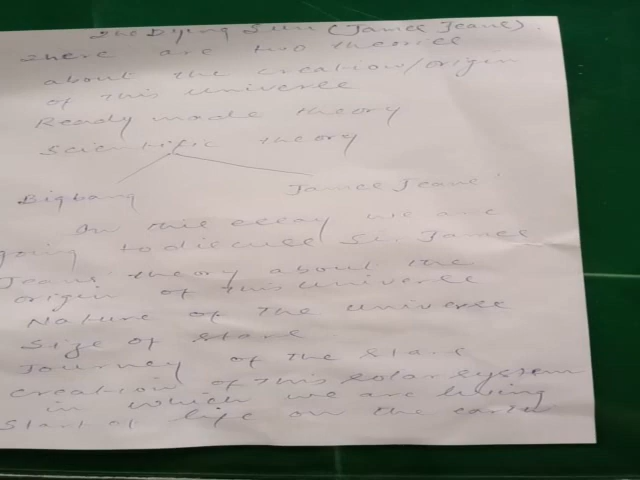 The Dying Sun (James Jeans).
There are two theories
about the creation/origin
of this universe
Ready made theory
Scientific theory
Bigbang James Jeans'
In this essay we are
going to discuss Sir James
Jeans' theory about the
origin of this universe
Nature of the universe
Size of stars
Journey of the stars
creation of this solar system
in which we are living
Start of life on the earth